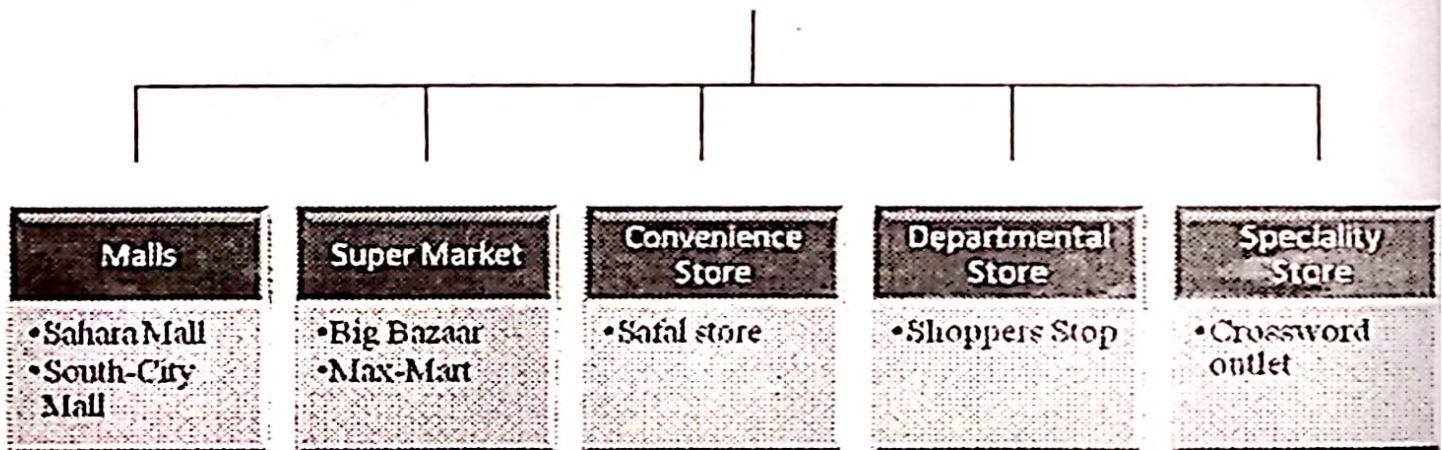 Malls
•Sahara Mall
•South-City
Mall
Super Market
•Big Bazaar
•Max-Mart
Convenience
Store
•Safal store
Departmental
Store
•Shoppers Stop
Speciality
Store
•Crossword
outlet